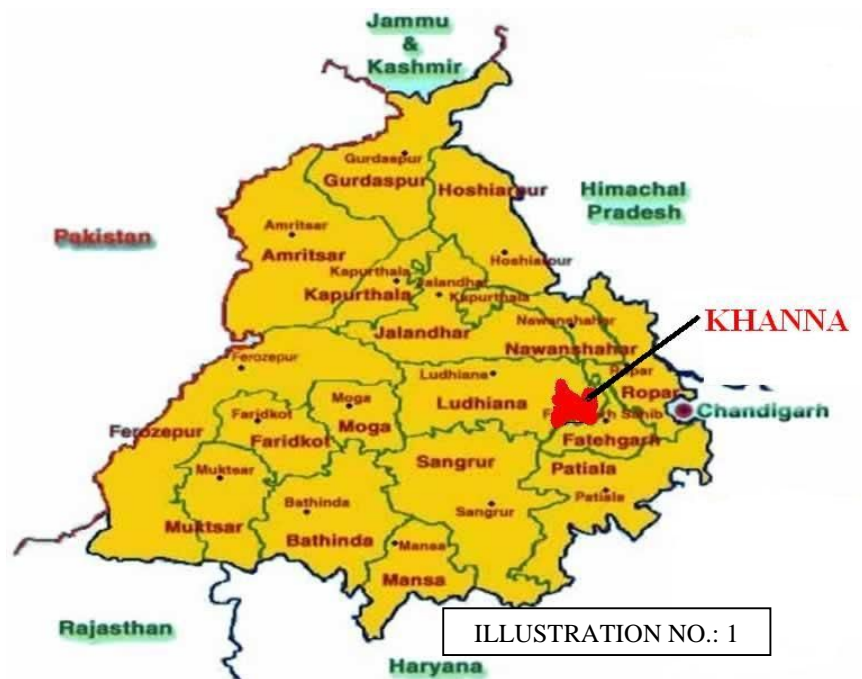 Jammu
&
Kashmir
Gurdaspur
Gurdaspur
Hoshiarpur
Himachal
Pradesh
Pakistan
Amritsar
Amritsar
Hoshiarpur
Kapurthala
Jalandhar
Kapurthala
Kapurthala
Jalandhar
Nawanshahar
Nawanshahar
KHANNA
Ferozepur
Ludhiana
Ropar
Ludhiana
Ropar
Moga
Moga
Faridkot
Faridkot
Ferozepur
Sahib
Chandigarh
Fatehgarh
Sangrur
Patiala
Patiala
Muktsar
Muktsar
Bathinda
Bathinda
Sangrur
Mansa
Mansa
Rajasthan
Haryana
ILLUSTRATION NO.: 1